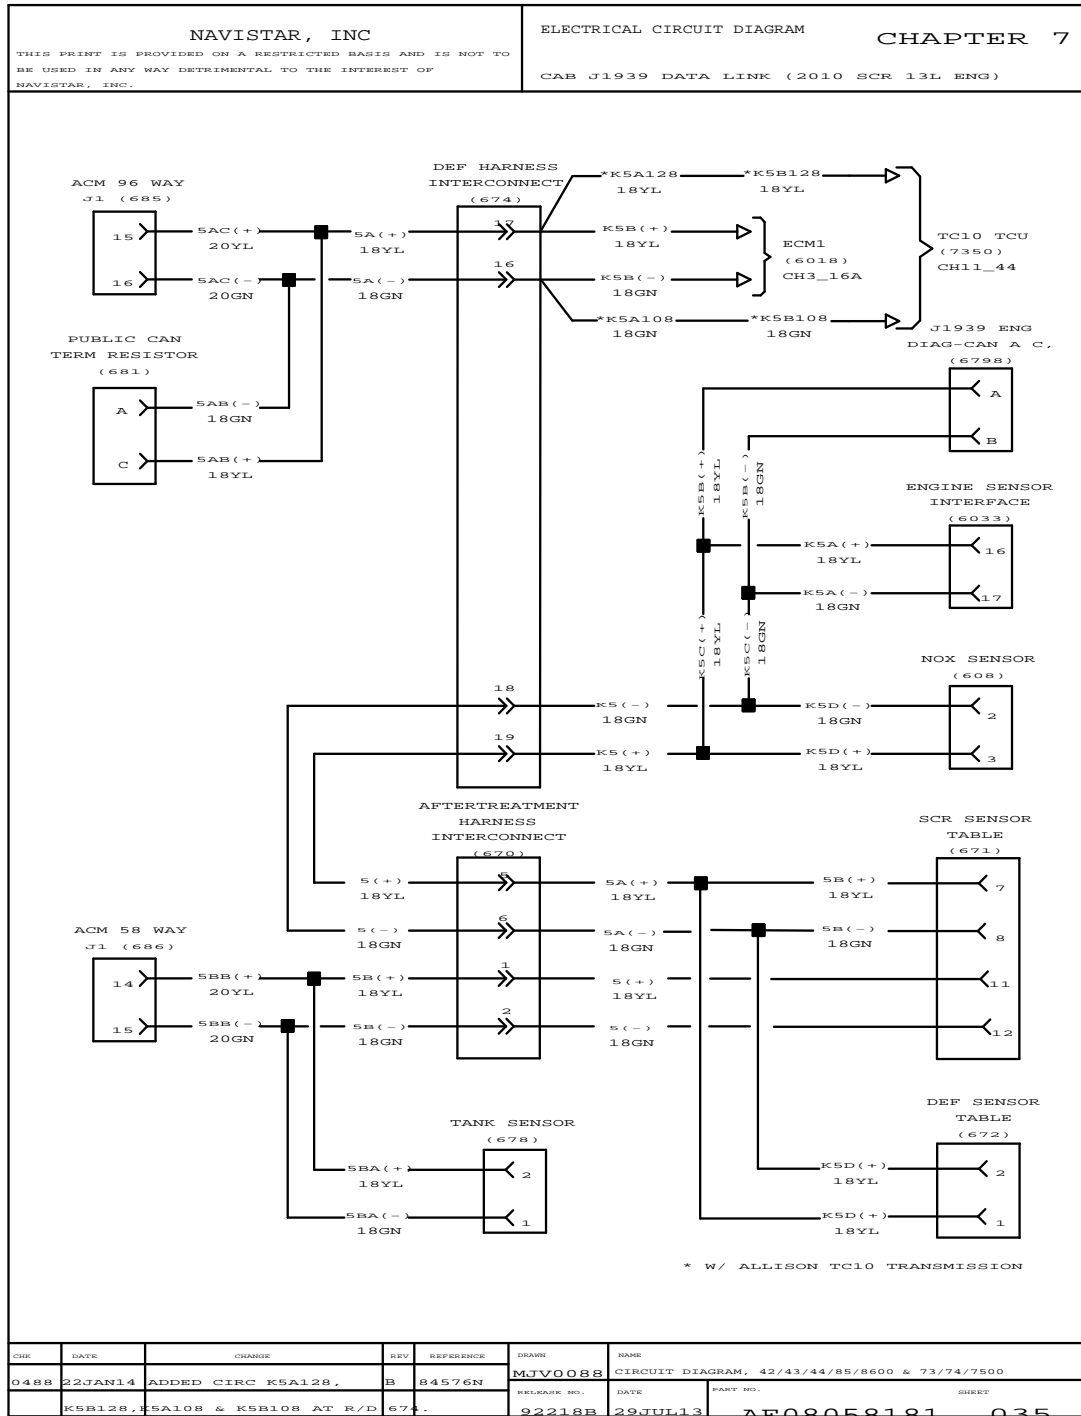 NAVISTAR, INC
THIS PRINT IS PROVIDED ON A RESTRICTED BASIS AND IS NOT TO
BE USED IN ANY WAY DETRIMENTAL TO THE INTEREST OF
NAVISTAR, INC.
ELECTRICAL CIRCUIT DIAGRAM
CHAPTER 7
CAB J1939 DATA LINK (2010 SCR 13L ENG)
ACM 96 WAY
J1 (685)
15
16
5AC(+)
20YL
5AC(-)
20GN
5A(+)
18YL
5A(-)
18GN
DEF HARNESS
INTERCONNECT
(674)
17
16
*K5A128
18YL
*K5B128
18YL
K5B(+)
18YL
K5B(-)
18GN
*K5A108
18GN
*K5B108
18GN
ECM1
(6018)
CH3_16A
TC10 TCU
(7350)
CH11_44
PUBLIC CAN
TERM RESISTOR
(681)
A
C
5AB(-)
18GN
5AB(+)
18YL
J1939 ENG
DIAG-CAN A C,
(6798)
A
B
K5B(+)
18YL
K5B(-)
18GN
ENGINE SENSOR
INTERFACE
(6033)
16
17
K5A(+)
18YL
K5A(-)
18GN
K5C(+)
18YL
K5C(-)
18GN
NOX SENSOR
(608)
2
3
18
19
K5(-)
18GN
K5(+)
18YL
K5D(-)
18GN
K5D(+)
18YL
AFTERTREATMENT
HARNESS
INTERCONNECT
(670)
5
6
1
2
5(+)
18YL
5(-)
18GN
5A(+)
18YL
5A(-)
18GN
5(+)
18YL
5(-)
18GN
5B(+)
18YL
5B(-)
18GN
SCR SENSOR
TABLE
(671)
7
8
11
12
ACM 58 WAY
J1 (686)
14
15
5BB(+)
20YL
5BB(-)
20GN
5B(+)
18YL
5B(-)
18GN
TANK SENSOR
(678)
2
1
5BA(+)
18YL
5BA(-)
18GN
DEF SENSOR
TABLE
(672)
2
1
K5D(+)
18YL
K5D(+)
18YL
* W/ ALLISON TC10 TRANSMISSION
CHK DATE CHANGE REV REFERENCE
0488 22JAN14 ADDED CIRC K5A128, B 84576N
K5B128, K5A108 & K5B108 AT R/D 674.
DRAWN
MJV0088
NAME
CIRCUIT DIAGRAM, 42/43/44/85/8600 & 73/74/7500
RELEASE NO.
92218B
DATE
29JUL13
PART NO.
AF08058181
SHEET
035